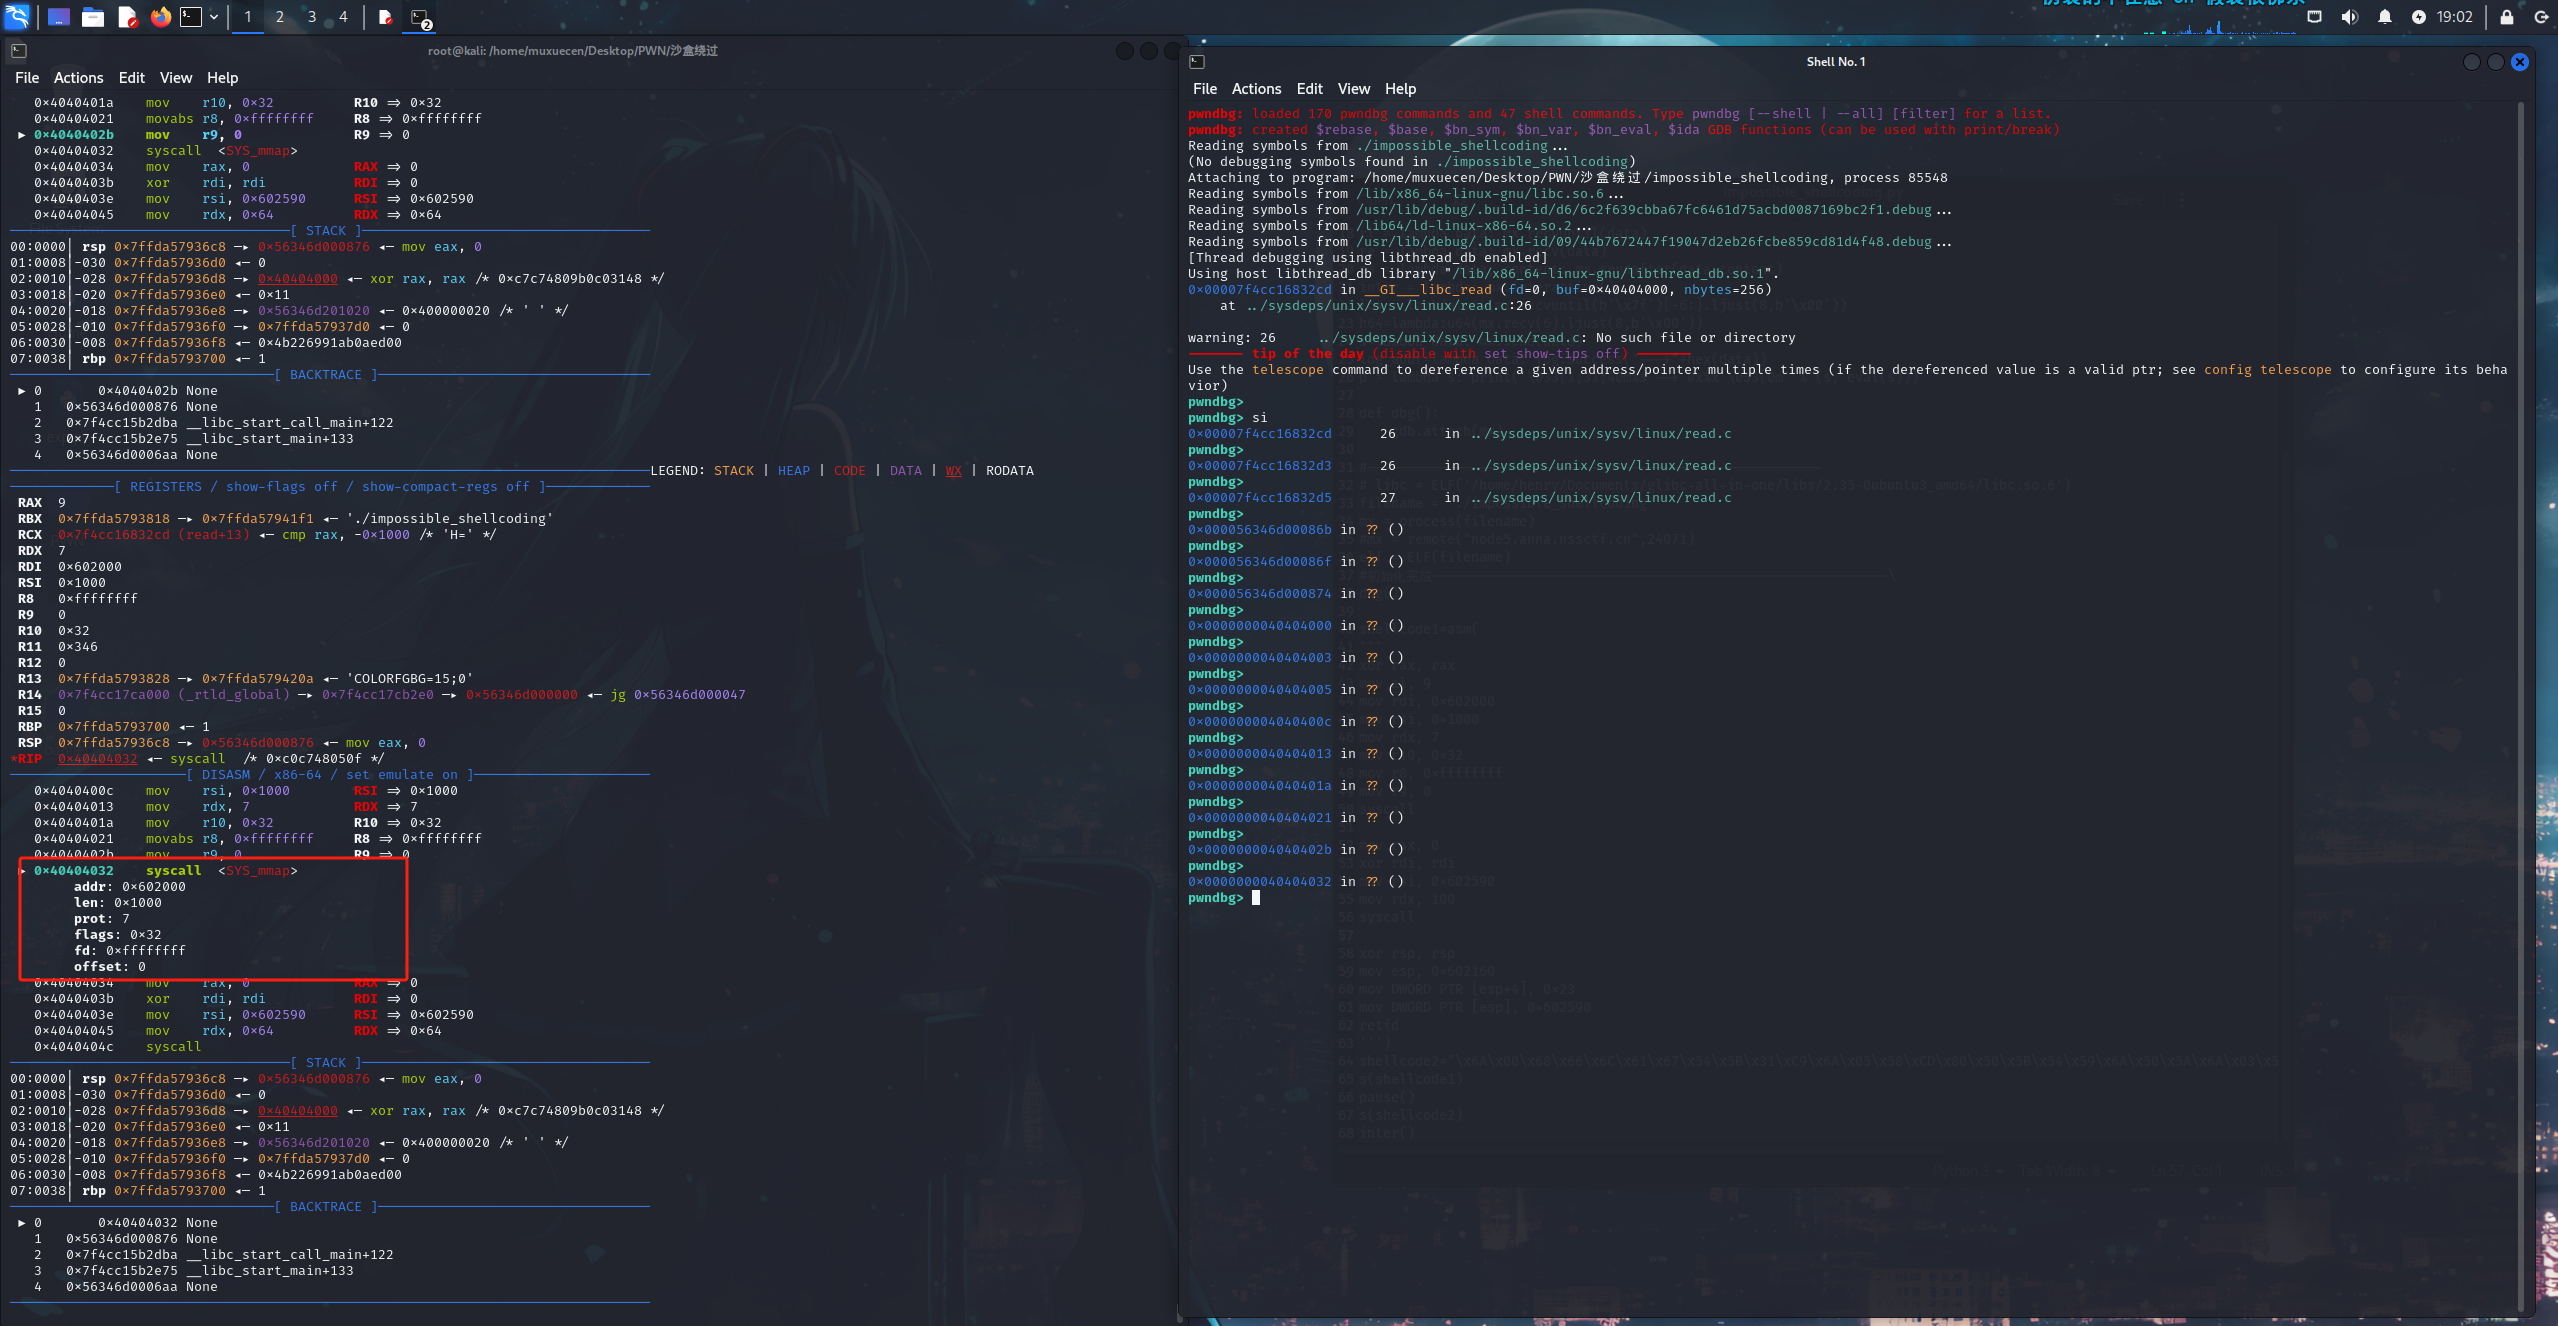 1 2 3 4
2
19:02
root@kali: /home/muxuecen/Desktop/PWN/沙盒绕过
File Actions Edit View Help
0×4040401a mov r10, 0×32 R10 ⇒ 0×32
0×40404021 movabs r8, 0×ffffffff R8 ⇒ 0×ffffffff
► 0×4040402b mov r9, 0 R9 ⇒ 0
0×40404032 syscall <SYS_mmap>
0×40404034 mov rax, 0 RAX ⇒ 0
0×4040403b xor rdi, rdi RDI ⇒ 0
0×4040403e mov rsi, 0×602590 RSI ⇒ 0×602590
0×40404045 mov rdx, 0×64 RDX ⇒ 0×64
[ STACK ]
00:0000│ rsp 0×7ffda57936c8 —▸ 0×56346d000876 ◂— mov eax, 0
01:0008│-030 0×7ffda57936d0 ◂— 0
02:0010│-028 0×7ffda57936d8 —▸ 0×40404000 ◂— xor rax, rax /* 0×c7c74809b0c03148 */
03:0018│-020 0×7ffda57936e0 ◂— 0×11
04:0020│-018 0×7ffda57936e8 —▸ 0×56346d201020 ◂— 0×400000020 /* ' ' */
05:0028│-010 0×7ffda57936f0 —▸ 0×7ffda57937d0 ◂— 0
06:0030│-008 0×7ffda57936f8 ◂— 0×4b226991ab0aed00
07:0038│ rbp 0×7ffda5793700 ◂— 1
[ BACKTRACE ]
► 0 0×4040402b None
1 0×56346d000876 None
2 0×7f4cc15b2dba __libc_start_call_main+122
3 0×7f4cc15b2e75 __libc_start_main+133
4 0×56346d0006aa None
LEGEND: STACK | HEAP | CODE | DATA | WX | RODATA
[ REGISTERS / show-flags off / show-compact-regs off ]
RAX 9
RBX 0×7ffda5793818 —▸ 0×7ffda57941f1 ◂— './impossible_shellcoding'
RCX 0×7f4cc16832cd (read+13) ◂— cmp rax, -0×1000 /* 'H=' */
RDX 7
RDI 0×602000
RSI 0×1000
R8 0×ffffffff
R9 0
R10 0×32
R11 0×346
R12 0
R13 0×7ffda5793828 —▸ 0×7ffda579420a ◂— 'COLORFGBG=15;0'
R14 0×7f4cc17ca000 (_rtld_global) —▸ 0×7f4cc17cb2e0 —▸ 0×56346d000000 ◂— jg 0×56346d000047
R15 0
RBP 0×7ffda5793700 ◂— 1
RSP 0×7ffda57936c8 —▸ 0×56346d000876 ◂— mov eax, 0
*RIP 0×40404032 ◂— syscall /* 0×c0c748050f */
[ DISASM / x86-64 / set emulate on ]
0×4040400c mov rsi, 0×1000 RSI ⇒ 0×1000
0×40404013 mov rdx, 7 RDX ⇒ 7
0×4040401a mov r10, 0×32 R10 ⇒ 0×32
0×40404021 movabs r8, 0×ffffffff R8 ⇒ 0×ffffffff
0×4040402b mov r9, 0 R9 ⇒ 0
► 0×40404032 syscall <SYS_mmap>
addr: 0×602000
len: 0×1000
prot: 7
flags: 0×32
fd: 0×ffffffff
offset: 0
0×40404034 mov rax, 0 RAX ⇒ 0
0×4040403b xor rdi, rdi RDI ⇒ 0
0×4040403e mov rsi, 0×602590 RSI ⇒ 0×602590
0×40404045 mov rdx, 0×64 RDX ⇒ 0×64
0×4040404c syscall
[ STACK ]
00:0000│ rsp 0×7ffda57936c8 —▸ 0×56346d000876 ◂— mov eax, 0
01:0008│-030 0×7ffda57936d0 ◂— 0
02:0010│-028 0×7ffda57936d8 —▸ 0×40404000 ◂— xor rax, rax /* 0×c7c74809b0c03148 */
03:0018│-020 0×7ffda57936e0 ◂— 0×11
04:0020│-018 0×7ffda57936e8 —▸ 0×56346d201020 ◂— 0×400000020 /* ' ' */
05:0028│-010 0×7ffda57936f0 —▸ 0×7ffda57937d0 ◂— 0
06:0030│-008 0×7ffda57936f8 ◂— 0×4b226991ab0aed00
07:0038│ rbp 0×7ffda5793700 ◂— 1
[ BACKTRACE ]
► 0 0×40404032 None
1 0×56346d000876 None
2 0×7f4cc15b2dba __libc_start_call_main+122
3 0×7f4cc15b2e75 __libc_start_main+133
4 0×56346d0006aa None
Shell No. 1
File Actions Edit View Help
pwndbg: loaded 170 pwndbg commands and 47 shell commands. Type pwndbg [--shell | --all] [filter] for a list.
pwndbg: created $rebase, $base, $bn_sym, $bn_var, $bn_eval, $ida GDB functions (can be used with print/break)
Reading symbols from ./impossible_shellcoding...
(No debugging symbols found in ./impossible_shellcoding)
Attaching to program: /home/muxuecen/Desktop/PWN/沙盒绕过/impossible_shellcoding, process 85548
Reading symbols from /lib/x86_64-linux-gnu/libc.so.6...
Reading symbols from /usr/lib/debug/.build-id/d6/6c2f639cbba67fc6461d75acbd0087169bc2f1.debug...
Reading symbols from /lib64/ld-linux-x86-64.so.2...
Reading symbols from /usr/lib/debug/.build-id/09/44b7672447f19047d2eb26fcbe859cd81d4f48.debug...
[Thread debugging using libthread_db enabled]
Using host libthread_db library "/lib/x86_64-linux-gnu/libthread_db.so.1".
0×00007f4cc16832cd in __GI___libc_read (fd=0, buf=0×40404000, nbytes=256)
at ../sysdeps/unix/sysv/linux/read.c:26
warning: 26 ../sysdeps/unix/sysv/linux/read.c: No such file or directory
tip of the day (disable with set show-tips off)
Use the telescope command to dereference a given address/pointer multiple times (if the dereferenced value is a valid ptr; see config telescope to configure its beha
vior)
pwndbg>
pwndbg> si
0×00007f4cc16832cd 26 in ../sysdeps/unix/sysv/linux/read.c
pwndbg>
0×00007f4cc16832d3 26 in ../sysdeps/unix/sysv/linux/read.c
pwndbg>
0×00007f4cc16832d5 27 in ../sysdeps/unix/sysv/linux/read.c
pwndbg>
0×000056346d00086b in ?? ()
pwndbg>
0×000056346d00086f in ?? ()
pwndbg>
0×000056346d000874 in ?? ()
pwndbg>
0×0000000040404000 in ?? ()
pwndbg>
0×0000000040404003 in ?? ()
pwndbg>
0×0000000040404005 in ?? ()
pwndbg>
0×000000004040400c in ?? ()
pwndbg>
0×0000000040404013 in ?? ()
pwndbg>
0×000000004040401a in ?? ()
pwndbg>
0×0000000040404021 in ?? ()
pwndbg>
0×000000004040402b in ?? ()
pwndbg>
0×0000000040404032 in ?? ()
pwndbg>